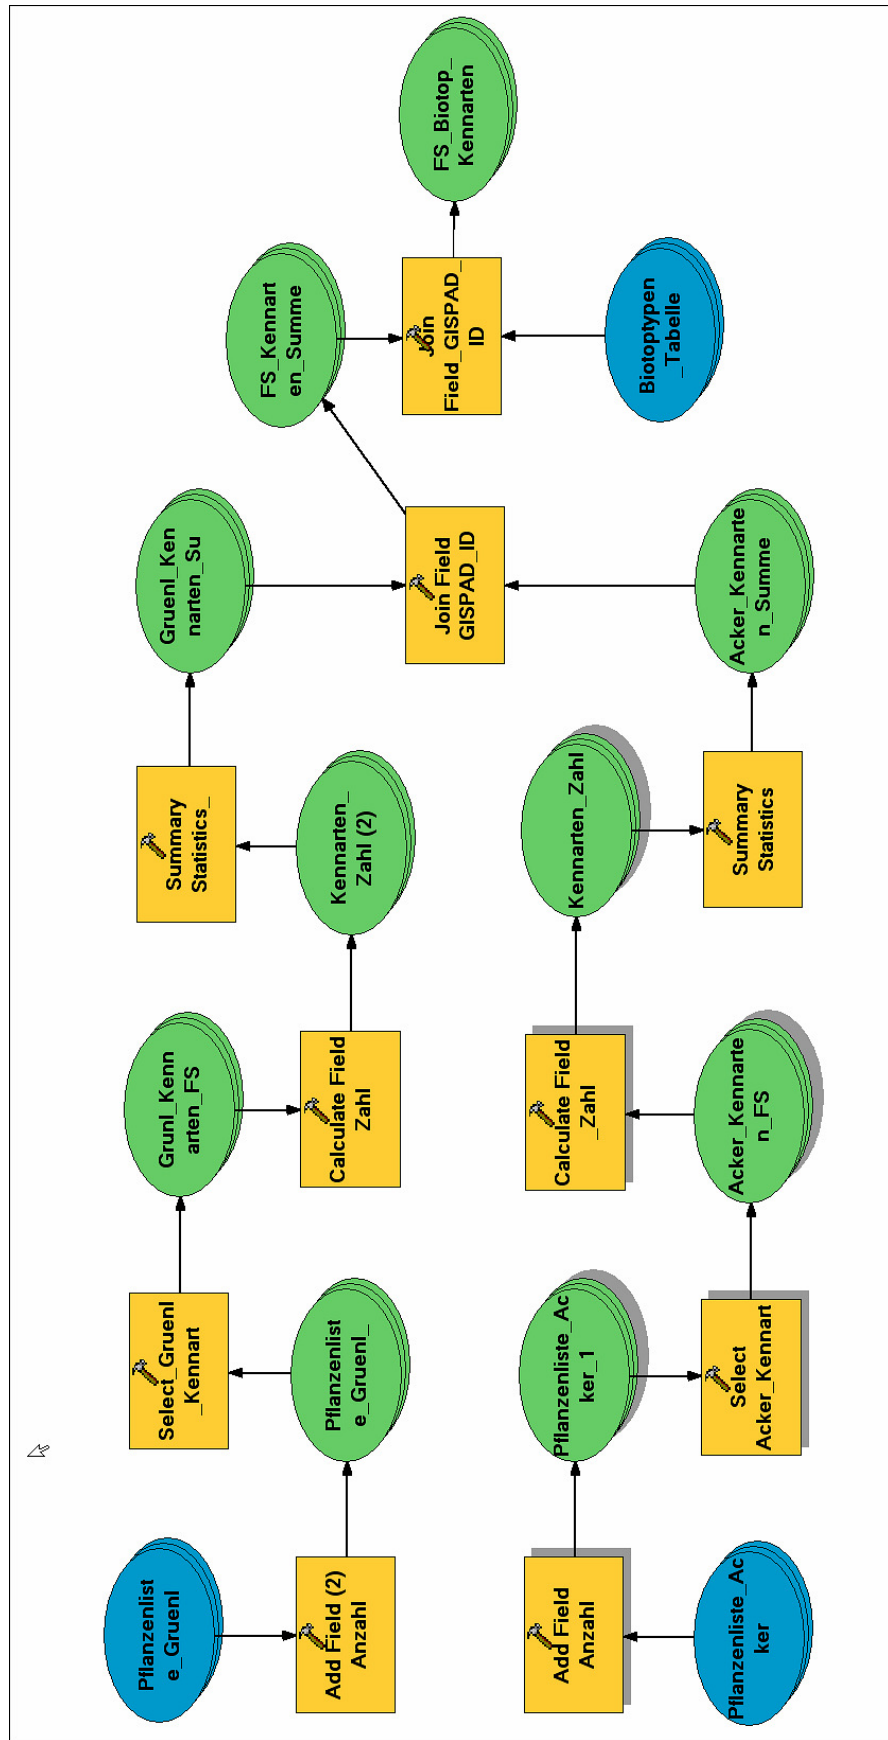 Pflanzenlist
e_Gruenl
Add Field (2)
Anzahl
Pflanzenlist
e_Gruenl_
Select_Gruenl
_Kennart
Grunl_Kenn
arten_FS
Calculate Field
Zahl
Kennarten_
Zahl (2)
Summary
Statistics_
Gruenl_Ken
narten_Su
Pflanzenliste_Ac
ker
Add Field
Anzahl
Pflanzenliste_Ac
ker_1
Select
Acker_Kennart
Acker_Kennarte
n_FS
Calculate Field
_Zahl
Kennarten_Zahl
Summary
Statistics
Acker_Kennarte
n_Summe
Join Field
GISPAD_ID
FS_Kennart
en_Summe
Join
Field_GISPAD_
ID
Biotoptypen
_Tabelle
FS_Biotop_
Kennarten